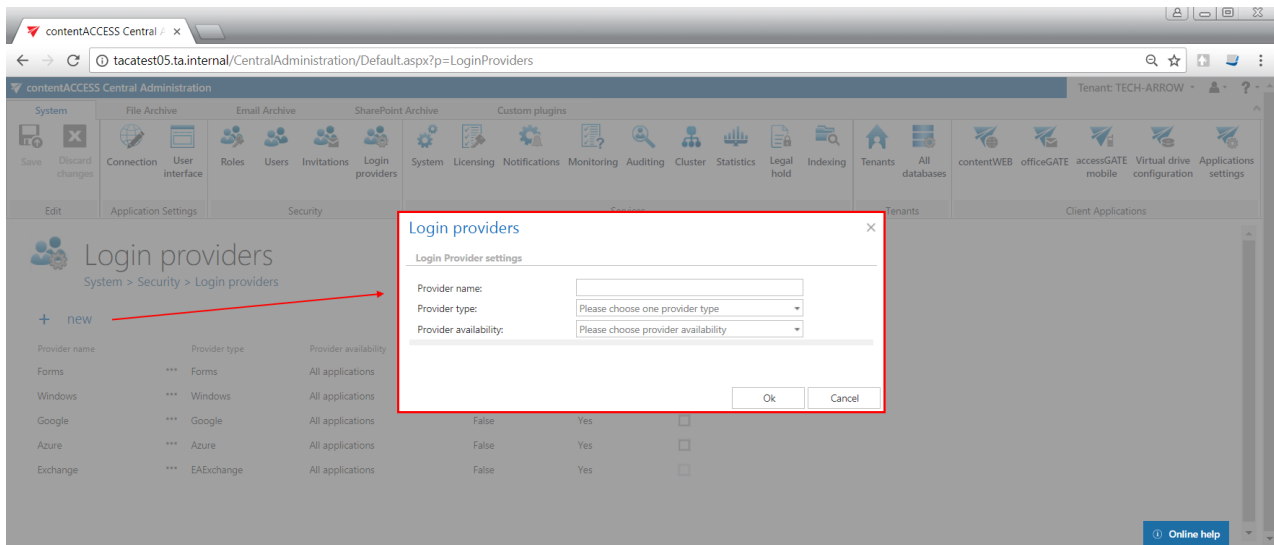 contentACCESS Central A
tacatest05.ta.internal/CentralAdministration/Default.aspx?p=LoginProviders
contentACCESS Central Administration
Tenant: TECH-ARROW
?
System File Archive Email Archive SharePoint Archive Custom plugins
Save
Discard changes
Connection
User interface
Roles
Users
Invitations
Login providers
System
Licensing
Notifications
Monitoring
Auditing
Cluster
Statistics
Legal hold
Indexing
Tenants
All databases
contentWEB
officeGATE
accessGATE mobile
Virtual drive configuration
Applications settings
Edit Application Settings Security Services Tenants Client Applications
Login providers
System > Security > Login providers
+ new
Provider name Provider type Provider availability
Forms *** Forms All applications
Windows *** Windows All applications
Google *** Google All applications False Yes
Azure *** Azure All applications False Yes
Exchange *** EAExchange All applications False Yes
Login providers
Login Provider settings
Provider name:
Provider type: Please choose one provider type
Provider availability: Please choose provider availability
Ok Cancel
Online help